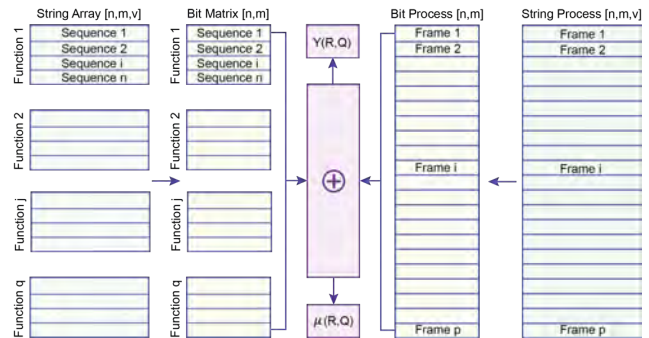 String Array [n,m,v]
Bit Matrix [n,m]
Bit Process [n,m]
String Process [n,m,v]
Function 1
Sequence 1
Sequence 2
Sequence i
Sequence n
Function 1
Sequence 1
Sequence 2
Sequence i
Sequence n
Y(R,Q)
Frame 1
Frame 2
Frame 1
Frame 2
Function 2
Function 2
Frame i
Frame i
Function j
Function j
Function q
Function q
μ(R,Q)
Frame p
Frame p